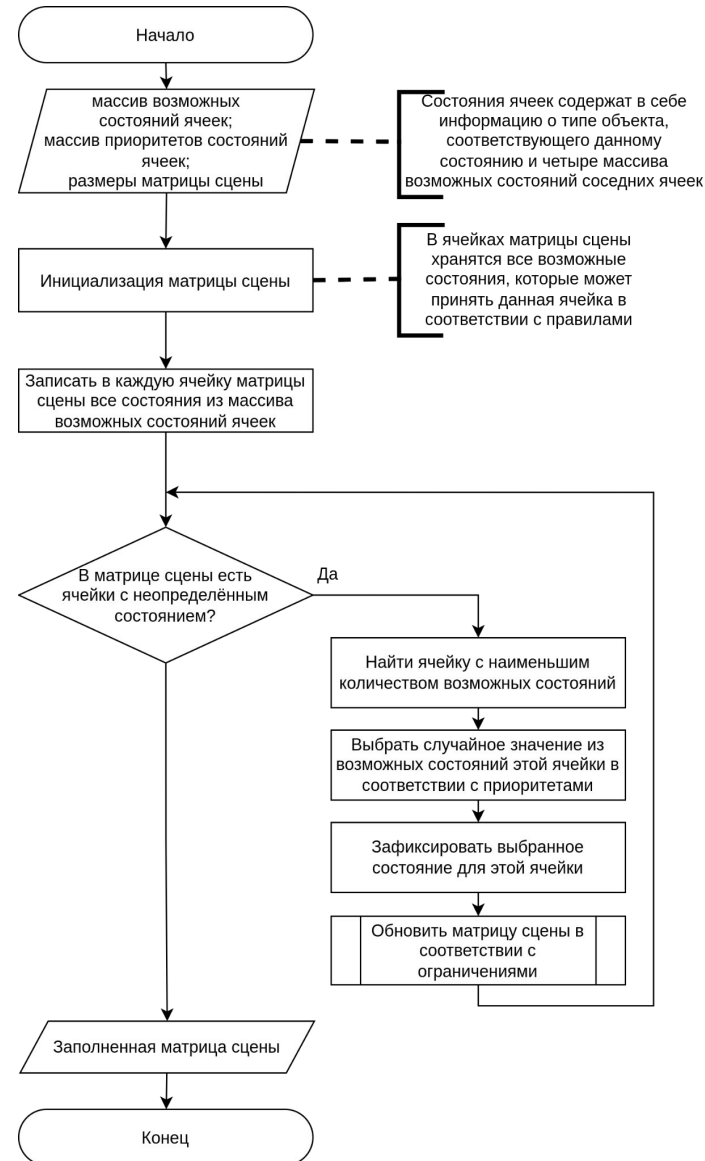 Начало
массив возможных
состояний ячеек;
массив приоритетов состояний
ячеек;
размеры матрицы сцены
Состояния ячеек содержат в себе
информацию о типе объекта,
соответствующего данному
состоянию и четыре массива
возможных состояний соседних ячеек
Инициализация матрицы сцены
В ячейках матрицы сцены
хранятся все возможные
состояния, которые может
принять данная ячейка в
соответствии с правилами
Записать в каждую ячейку матрицы
сцены все состояния из массива
возможных состояний ячеек
В матрице сцены есть
ячейки с неопределённым
состоянием?
Да
Найти ячейку с наименьшим
количеством возможных состояний
Выбрать случайное значение из
возможных состояний этой ячейки в
соответствии с приоритетами
Зафиксировать выбранное
состояние для этой ячейки
Обновить матрицу сцены в
соответствии с
ограничениями
Заполненная матрица сцены
Конец